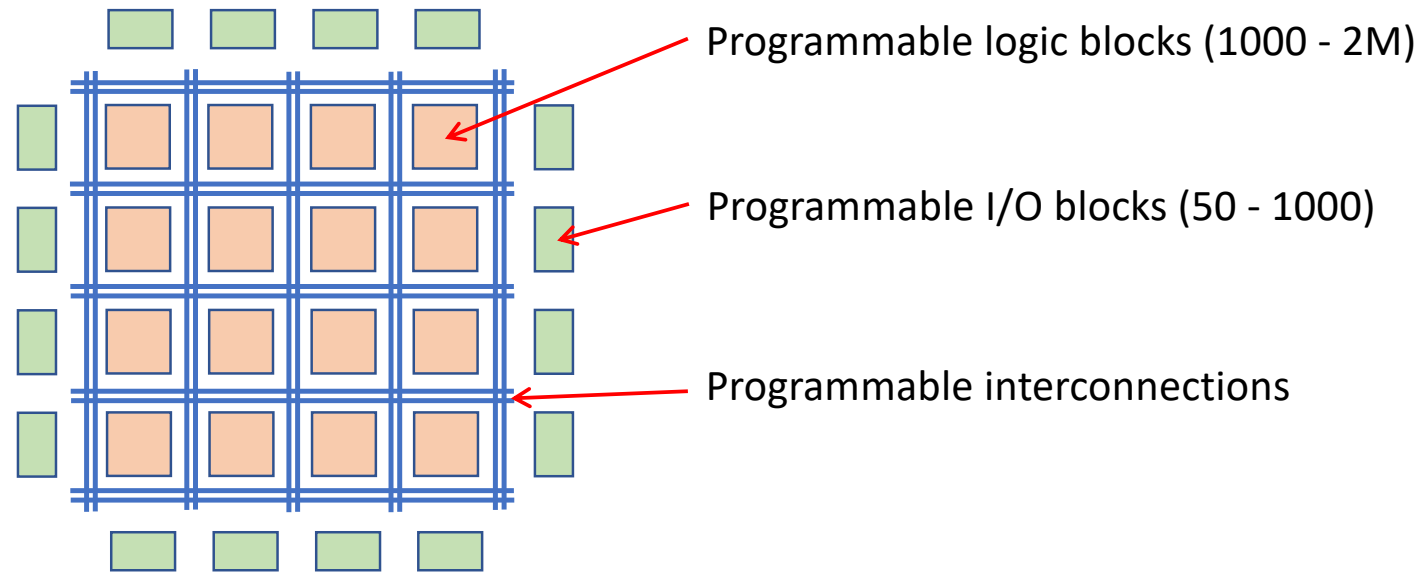 Programmable logic blocks (1000 - 2M)
Programmable I/O blocks (50 - 1000)
Programmable interconnections